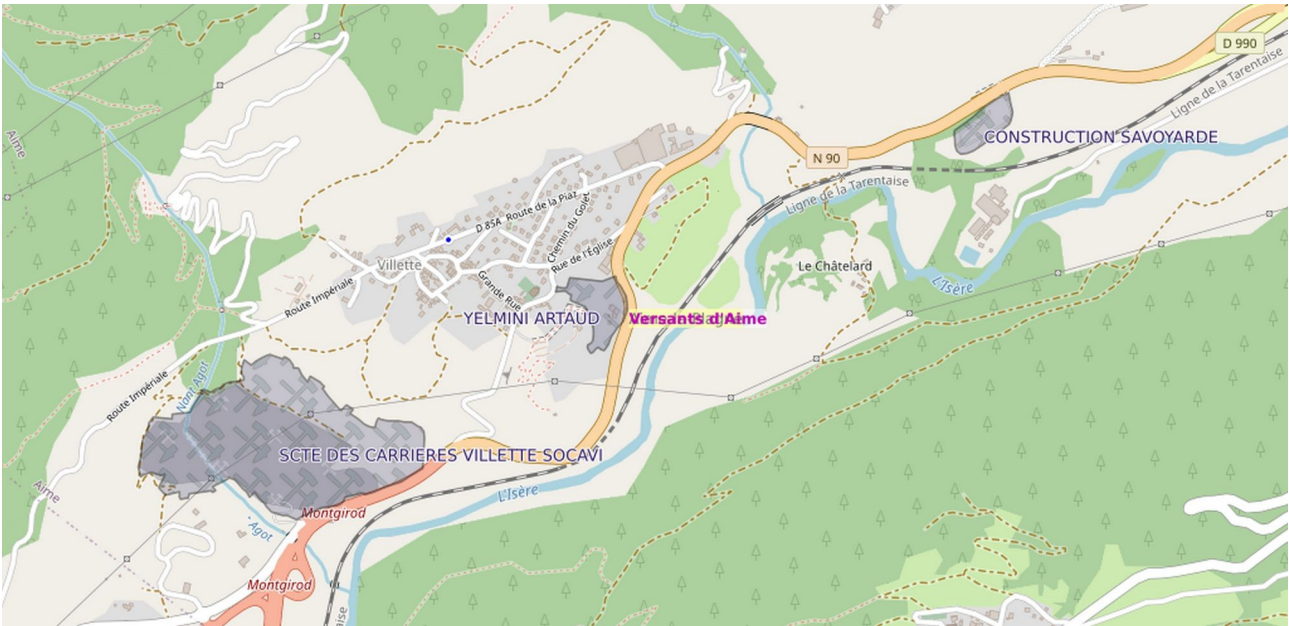 D 990
Ligne de la Tarentaise
Aime
CONSTRUCTION SAVOYARDE
N 90
Ligne de la Tarentaise
D 85A Route de la Piaz
Chemin du Golet
Rue de l'Église
Villette
Grande Rue
Le Châtelard
L'Isère
Route Impériale
YELMINI ARTAUD
Versants d'Aime
Route Impériale
Nant Agot
SCTE DES CARRIERES VILLETTE SOCAVI
Aime
L'Isère
Montgirod
Agot
Montgirod